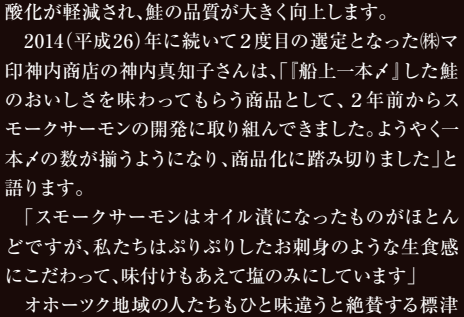 酸化が軽減され、鮭の品質が大きく向上します。
　2014（平成26）年に続いて２度目の選定となった㈱マ
印神内商店の神内真知子さんは、「『船上一本〆』した鮭
のおいしさを味わってもらう商品として、２年前からス
モークサーモンの開発に取り組んできました。ようやく一
本〆の数が揃うようになり、商品化に踏み切りました」と
語ります。
　「スモークサーモンはオイル漬になったものがほとん
どですが、私たちはぷりぷりしたお刺身のような生食感
にこだわって、味付けもあえて塩のみにしています」
　オホーツク地域の人たちもひと味違うと絶賛する標津